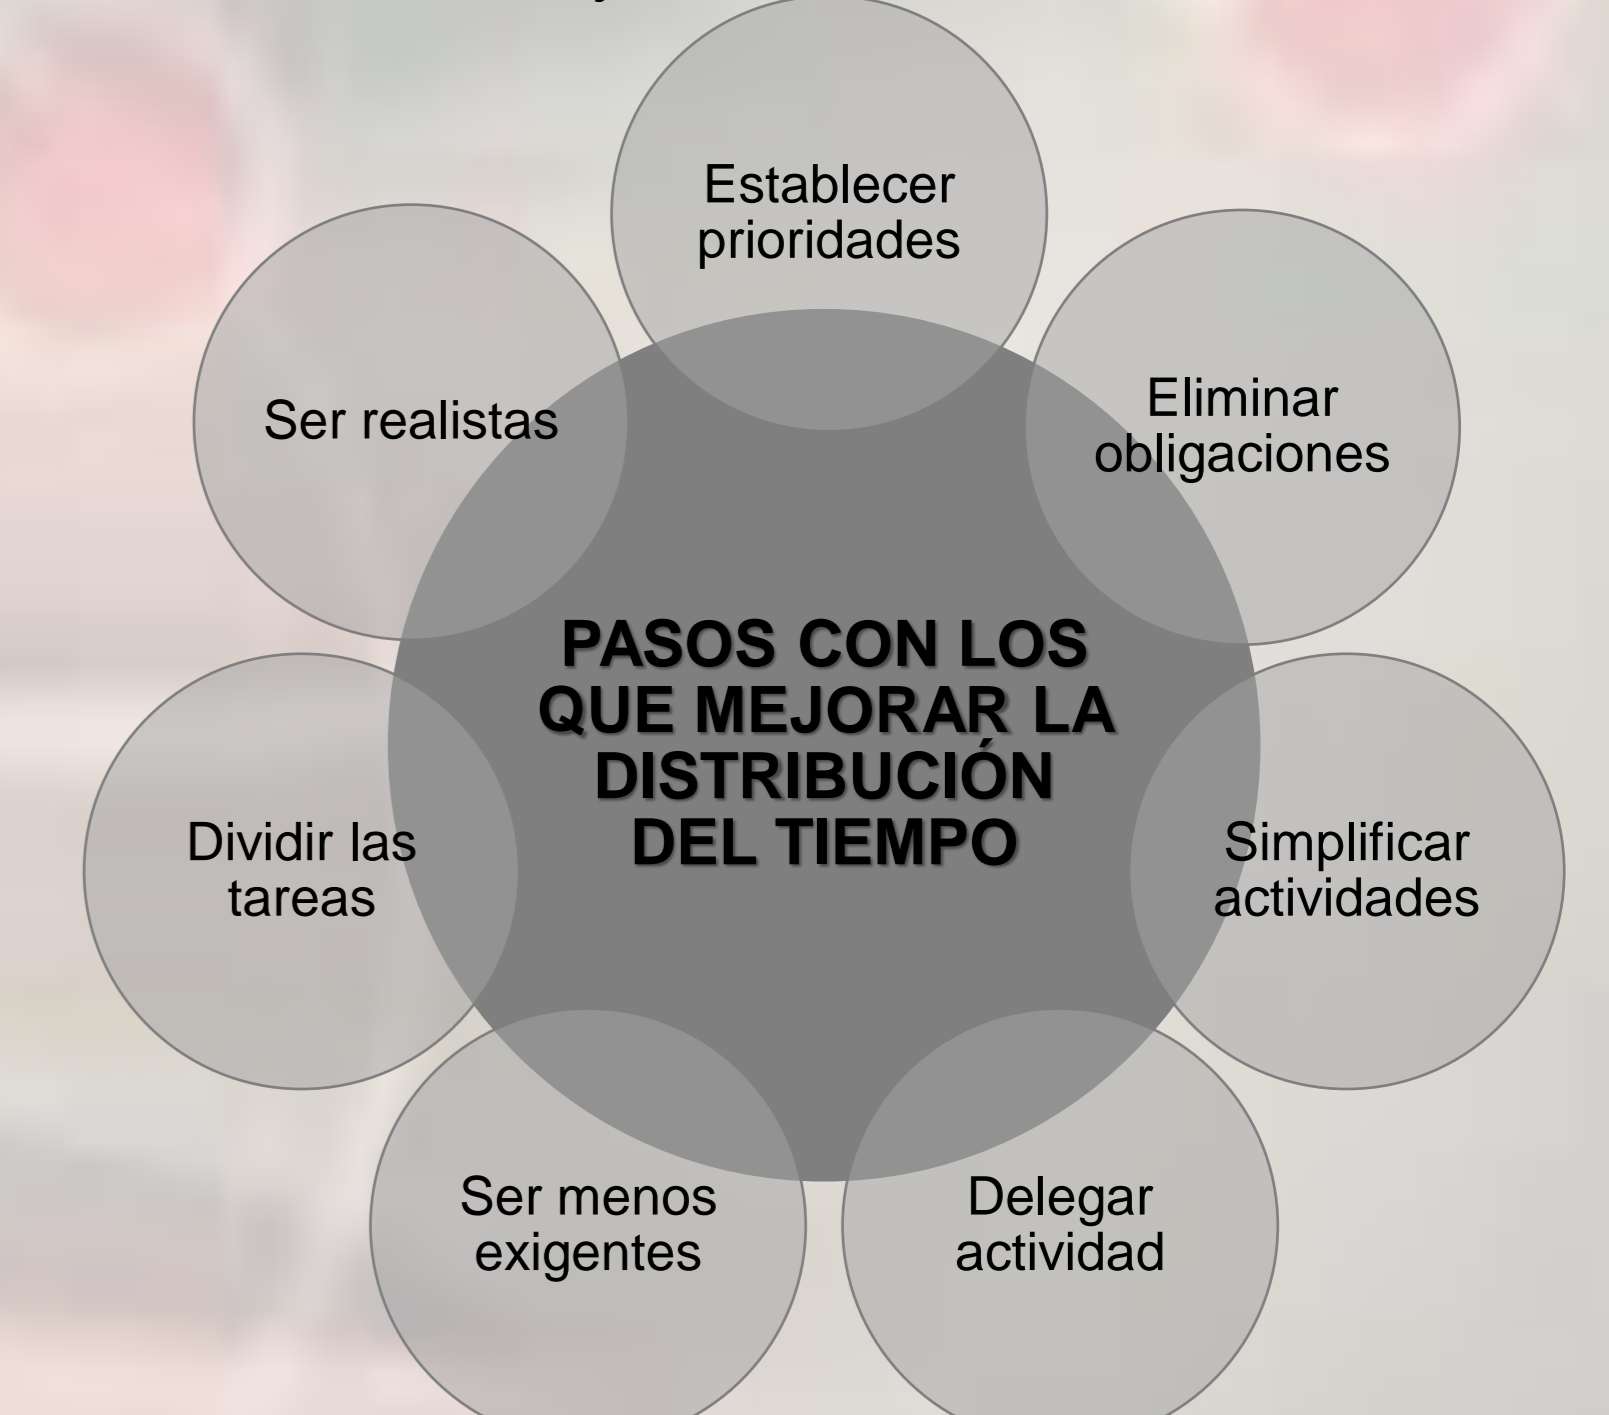 Establecer
prioridades
Eliminar
obligaciones
Simplificar
actividades
Delegar
actividad
Ser menos
exigentes
Dividir las
tareas
Ser realistas
PASOS CON LOS
QUE MEJORAR LA
DISTRIBUCIÓN
DEL TIEMPO